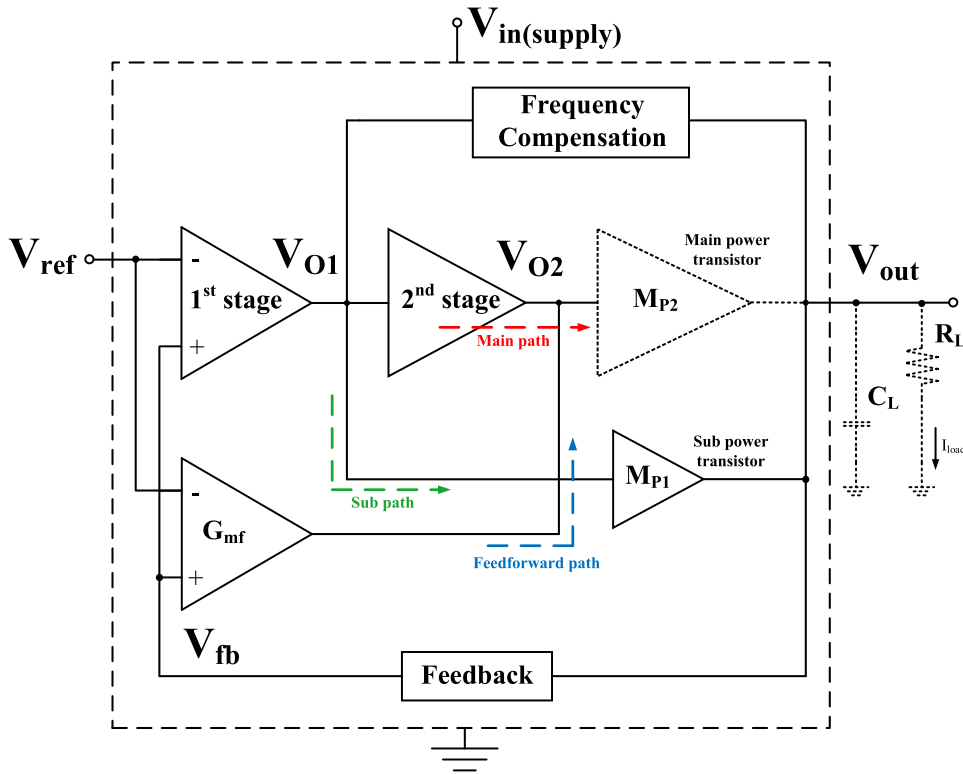 Vin(supply)
Frequency
Compensation
Vref
-
1st stage
+
VO1
2nd stage
VO2
Main path
Main power
transistor
MP2
Vout
RL
CL
Iload
Sub path
Sub power
transistor
MP1
-
Gmf
+
Feedforward path
Vfb
Feedback